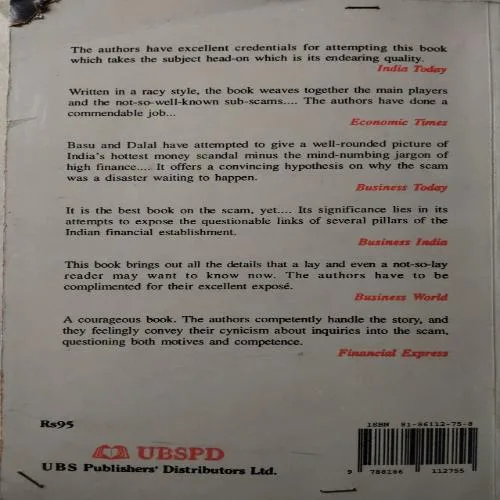 The authors have excellent credentials for attempting this book
which takes the subject head-on which is its endearing quality.
India Today
Written in a racy style, the book weaves together the main players
and the not-so-well-known sub-scams.... The authors have done a
commendable job...
Economic Times
Basu and Dalal have attempted to give a well-rounded picture of
India's hottest money scandal minus the mind-numbing jargon of
high finance.... It offers a convincing hypothesis on why the scam
was a disaster waiting to happen.
Business Today
It is the best book on the scam, yet.... Its significance lies in its
attempts to expose the questionable links of several pillars of the
Indian financial establishment.
Business India
This book brings out all the details that a lay and even a not-so-lay
reader may want to know now. The authors have to be
complimented for their excellent exposé.
Business World
A courageous book. The authors competently handle the story, and
they feelingly convey their cynicism about inquiries into the scam,
questioning both motives and competence.
Financial Express
Rs95
UBSPD
UBS Publishers' Distributors Ltd.
ISBN 81-86112-75-8
9 788186 112755